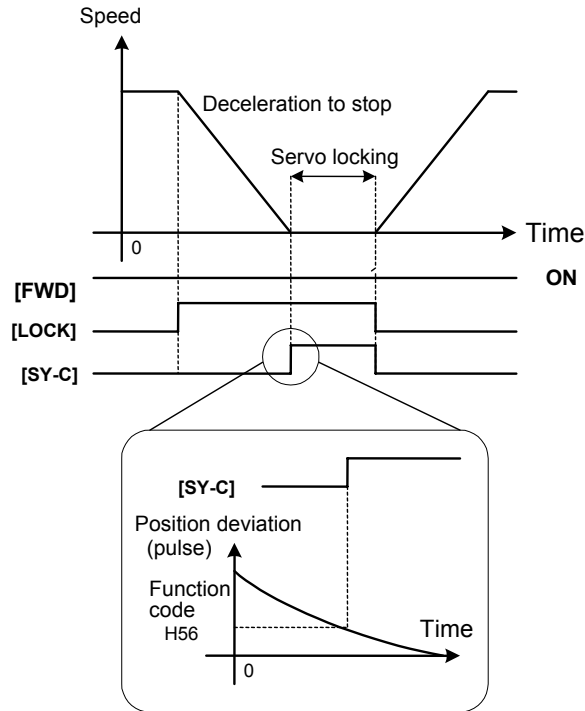 Speed
Deceleration to stop
Servo locking
Time
0
[FWD]
ON
[LOCK]
[SY-C]
[SY-C]
Position deviation
(pulse)
Function
code
H56
Time
0